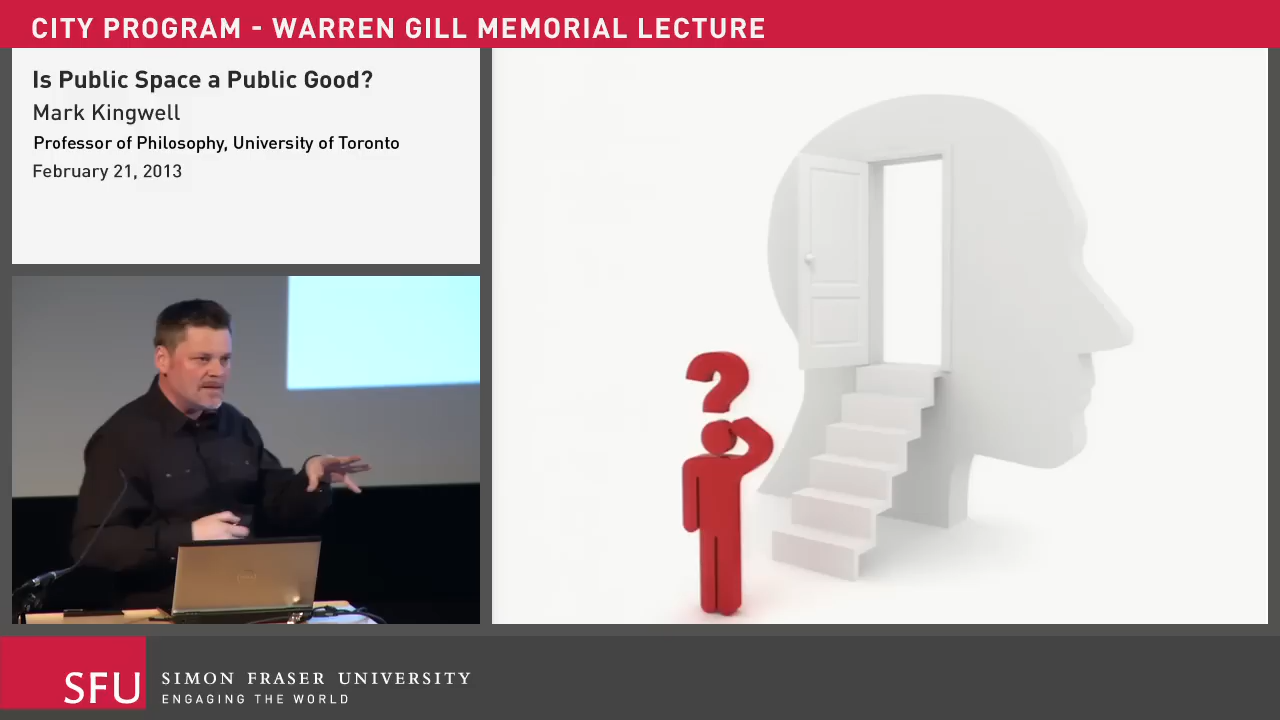 CITY PROGRAM - WARREN GILL MEMORIAL LECTURE
Is Public Space a Public Good?
Mark Kingwell
Professor of Philosophy, University of Toronto
February 21, 2013
?
SFU
SIMON FRASER UNIVERSITY
ENGAGING THE WORLD